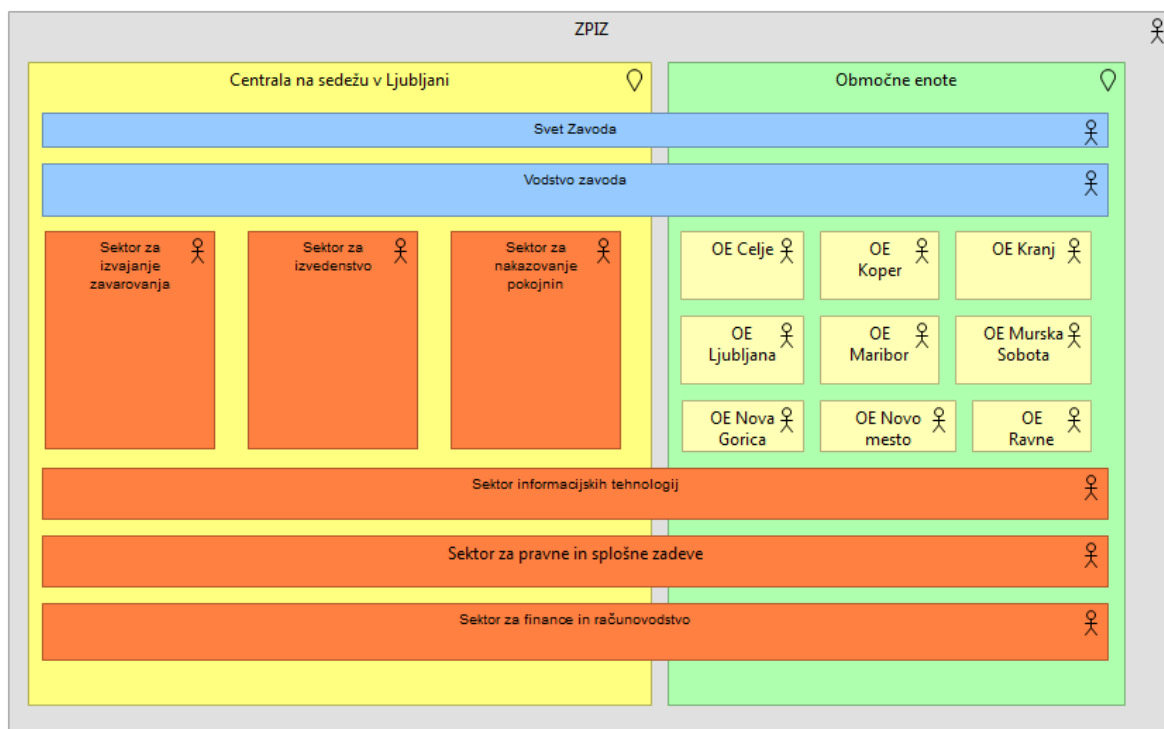 ZPIZ
Centrala na sedežu v Ljubljani
Območne enote
Svet Zavoda
Vodstvo zavoda
Sektor za
izvajanje
zavarovanja
Sektor za
izvedenstvo
Sektor za
nakazovanje
pokojnin
OE Celje
OE
Koper
OE Kranj
OE
Ljubljana
OE
Maribor
OE Murska
Sobota
OE Nova
Gorica
OE Novo
mesto
OE
Ravne
Sektor informacijskih tehnologij
Sektor za pravne in splošne zadeve
Sektor za finance in računovodstvo